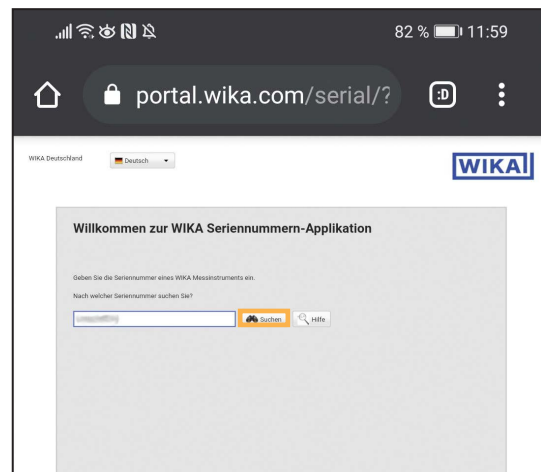 82 % 11:59
portal.wika.com/serial/? :D
WIKA Deutschland Deutsch WIKA
Willkommen zur WIKA Seriennummern-Applikation
Geben Sie die Seriennummer eines WIKA Messinstruments ein.
Nach welcher Seriennummer suchen Sie?
Suchen Hilfe